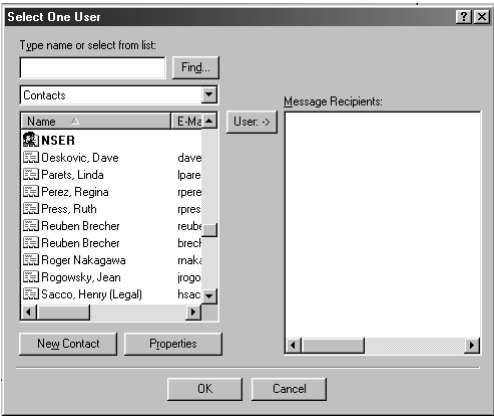 Select One User
Type name or select from list:
Find...
Contacts
Message Recipients:
Name E-Ma
User: ->
NSER
Oeskovic, Dave dave
Parets, Linda lpare
Perez, Regina rpere
Press, Ruth rpres
Reuben Brecher reube
Reuben Brecher brech
Roger Nakagawa rnaka
Rogowsky, Jean jrogo
Sacco, Henry (Legal) hsac
New Contact Properties
OK Cancel